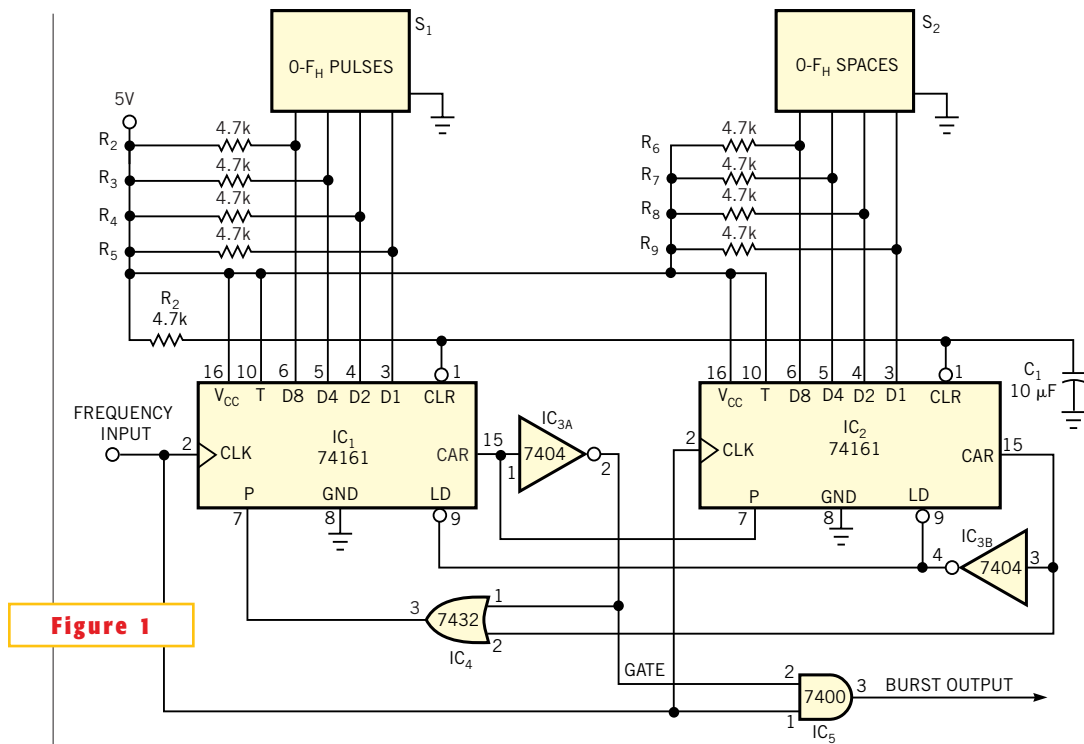 S1
S2
0-FH PULSES
0-FH SPACES
5V
R2
4.7k
R3
4.7k
R4
4.7k
R5
4.7k
R6
4.7k
R7
4.7k
R8
4.7k
R9
4.7k
R2
4.7k
C1
10 µF
16 10 6 5 4 3 1
VCC T D8 D4 D2 D1 CLR
16 10 6 5 4 3 1
VCC T D8 D4 D2 D1 CLR
FREQUENCY
INPUT
2
CLK
IC1
74161
CAR
15
P GND LD
7 8 9
IC3A
7404
1
2
2
CLK
IC2
74161
CAR
15
P GND LD
7 8 9
IC3B
7404
4
3
3
7432
1
2
IC4
GATE
2
1
7400
3
IC5
BURST OUTPUT
Figure 1